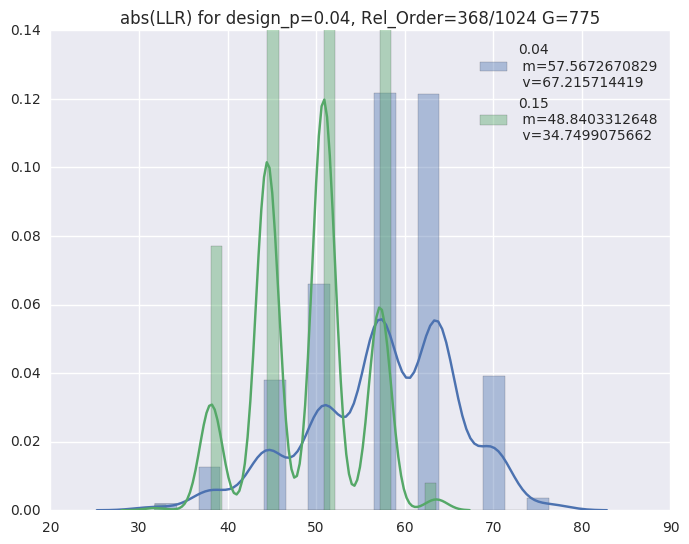 abs(LLR) for design_p=0.04, Rel_Order=368/1024 G=775
0.14
0.12
0.10
0.08
0.06
0.04
0.02
0.00
20 30 40 50 60 70 80 90
0.04
m=57.5672670829
v=67.215714419
0.15
m=48.8403312648
v=34.7499075662